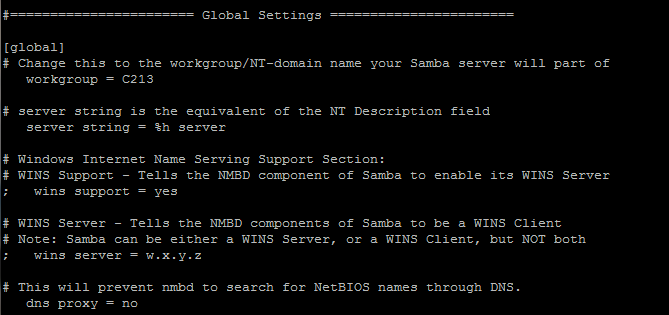 #======================= Global Settings =======================
[global]
# Change this to the workgroup/NT-domain name your Samba server will part of
workgroup = C213
# server string is the equivalent of the NT Description field
server string = %h server
# Windows Internet Name Serving Support Section:
# WINS Support - Tells the NMBD component of Samba to enable its WINS Server
;   wins support = yes
# WINS Server - Tells the NMBD components of Samba to be a WINS Client
# Note: Samba can be either a WINS Server, or a WINS Client, but NOT both
;   wins server = w.x.y.z
# This will prevent nmbd to search for NetBIOS names through DNS.
dns proxy = no